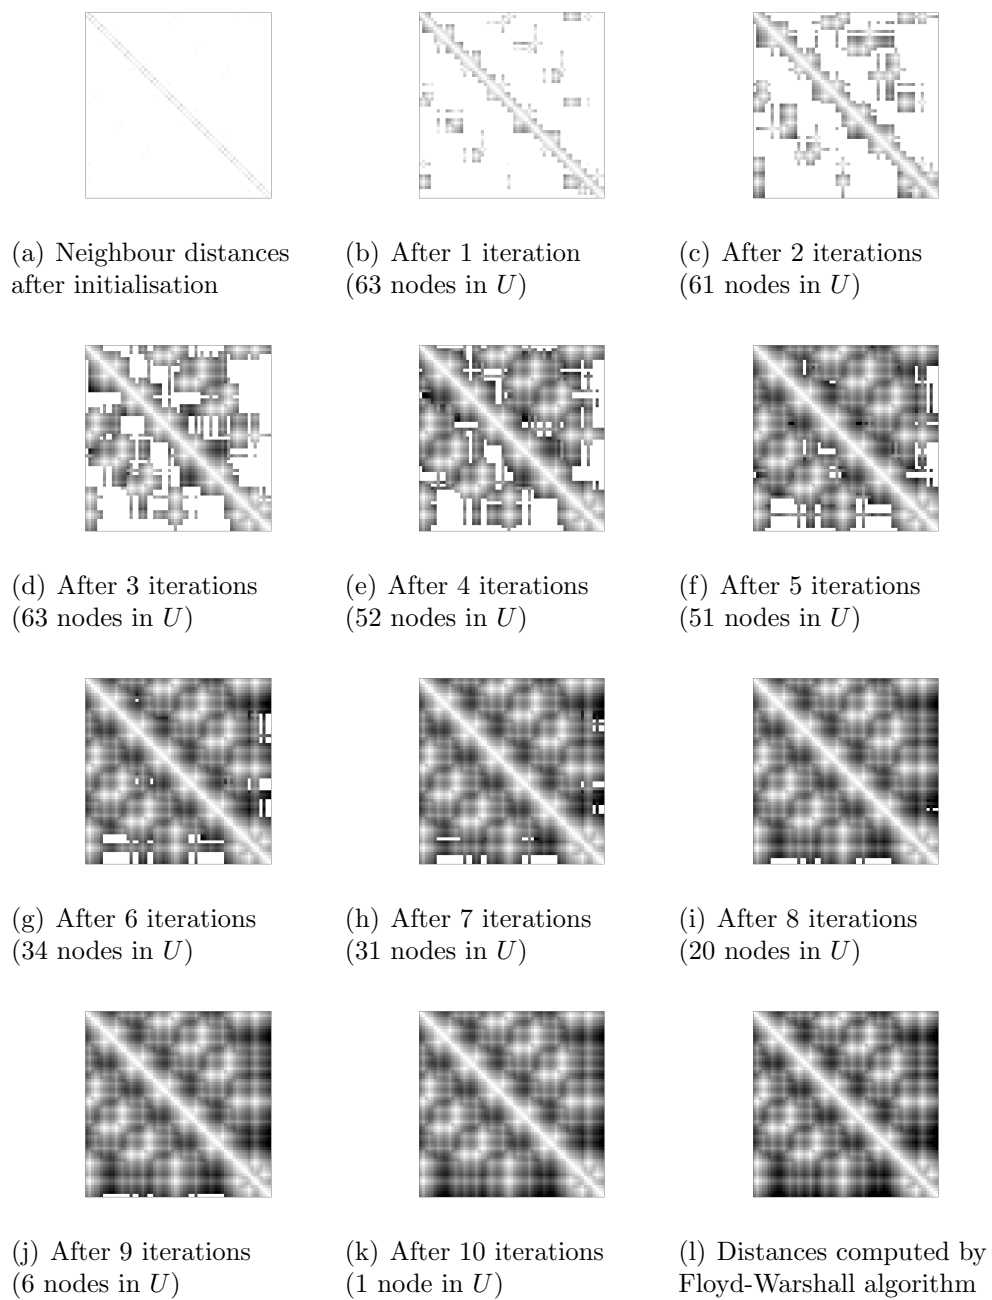 (a) Neighbour distances
after initialisation
(b) After 1 iteration
(63 nodes in U)
(c) After 2 iterations
(61 nodes in U)
(d) After 3 iterations
(63 nodes in U)
(e) After 4 iterations
(52 nodes in U)
(f) After 5 iterations
(51 nodes in U)
(g) After 6 iterations
(34 nodes in U)
(h) After 7 iterations
(31 nodes in U)
(i) After 8 iterations
(20 nodes in U)
(j) After 9 iterations
(6 nodes in U)
(k) After 10 iterations
(1 node in U)
(l) Distances computed by
Floyd-Warshall algorithm